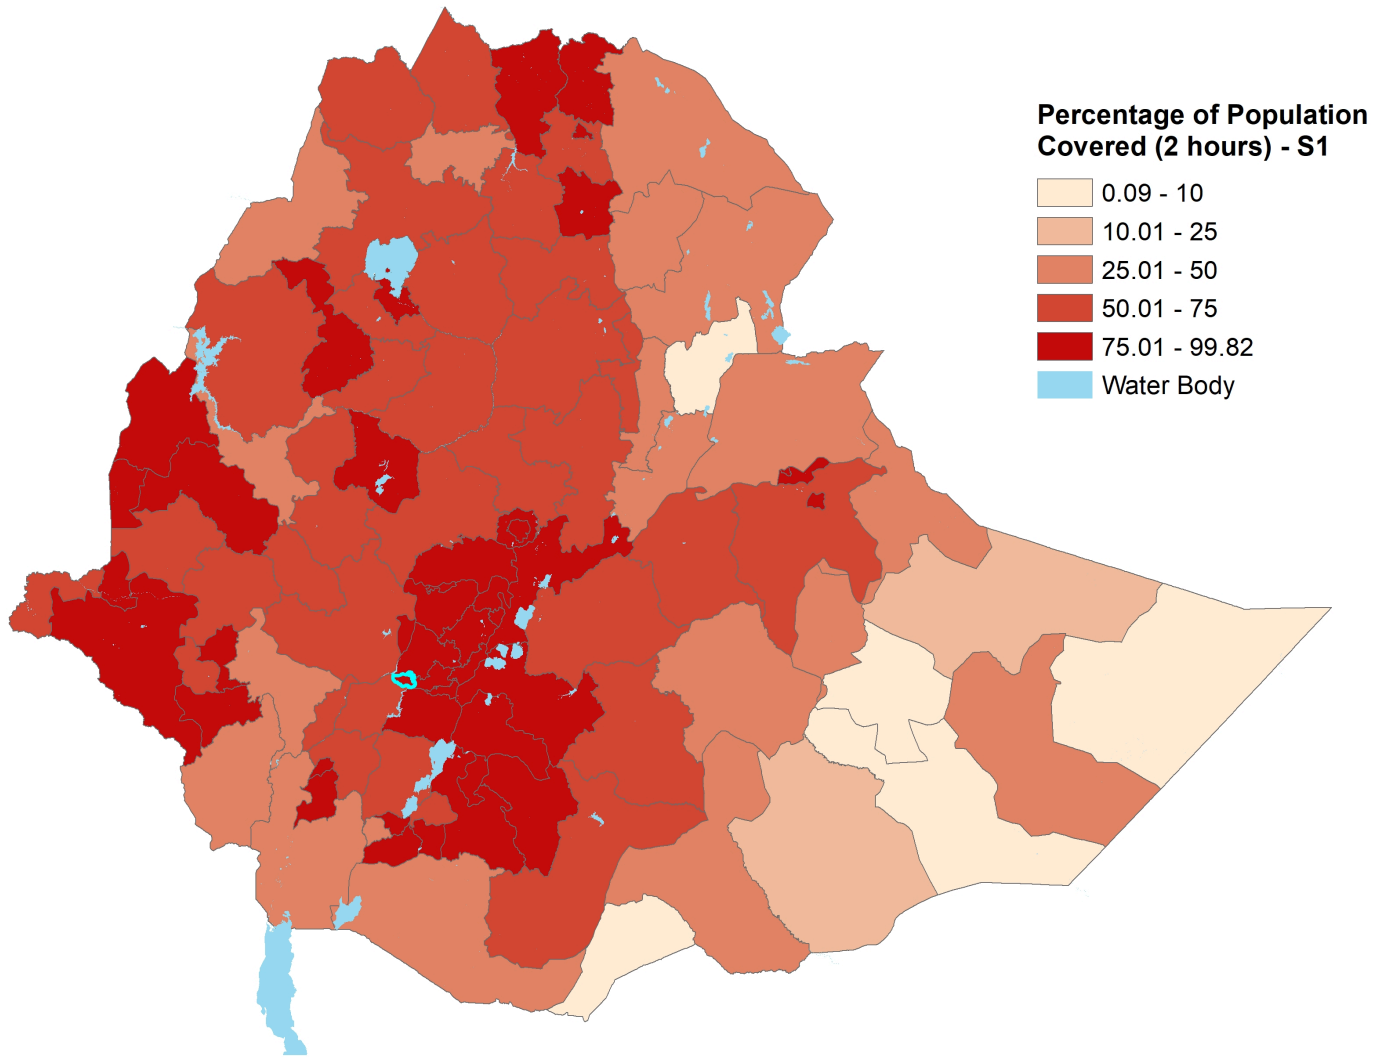 Percentage of Population
Covered (2 hours) - S1
0.09 - 10
10.01 - 25
25.01 - 50
50.01 - 75
75.01 - 99.82
Water Body